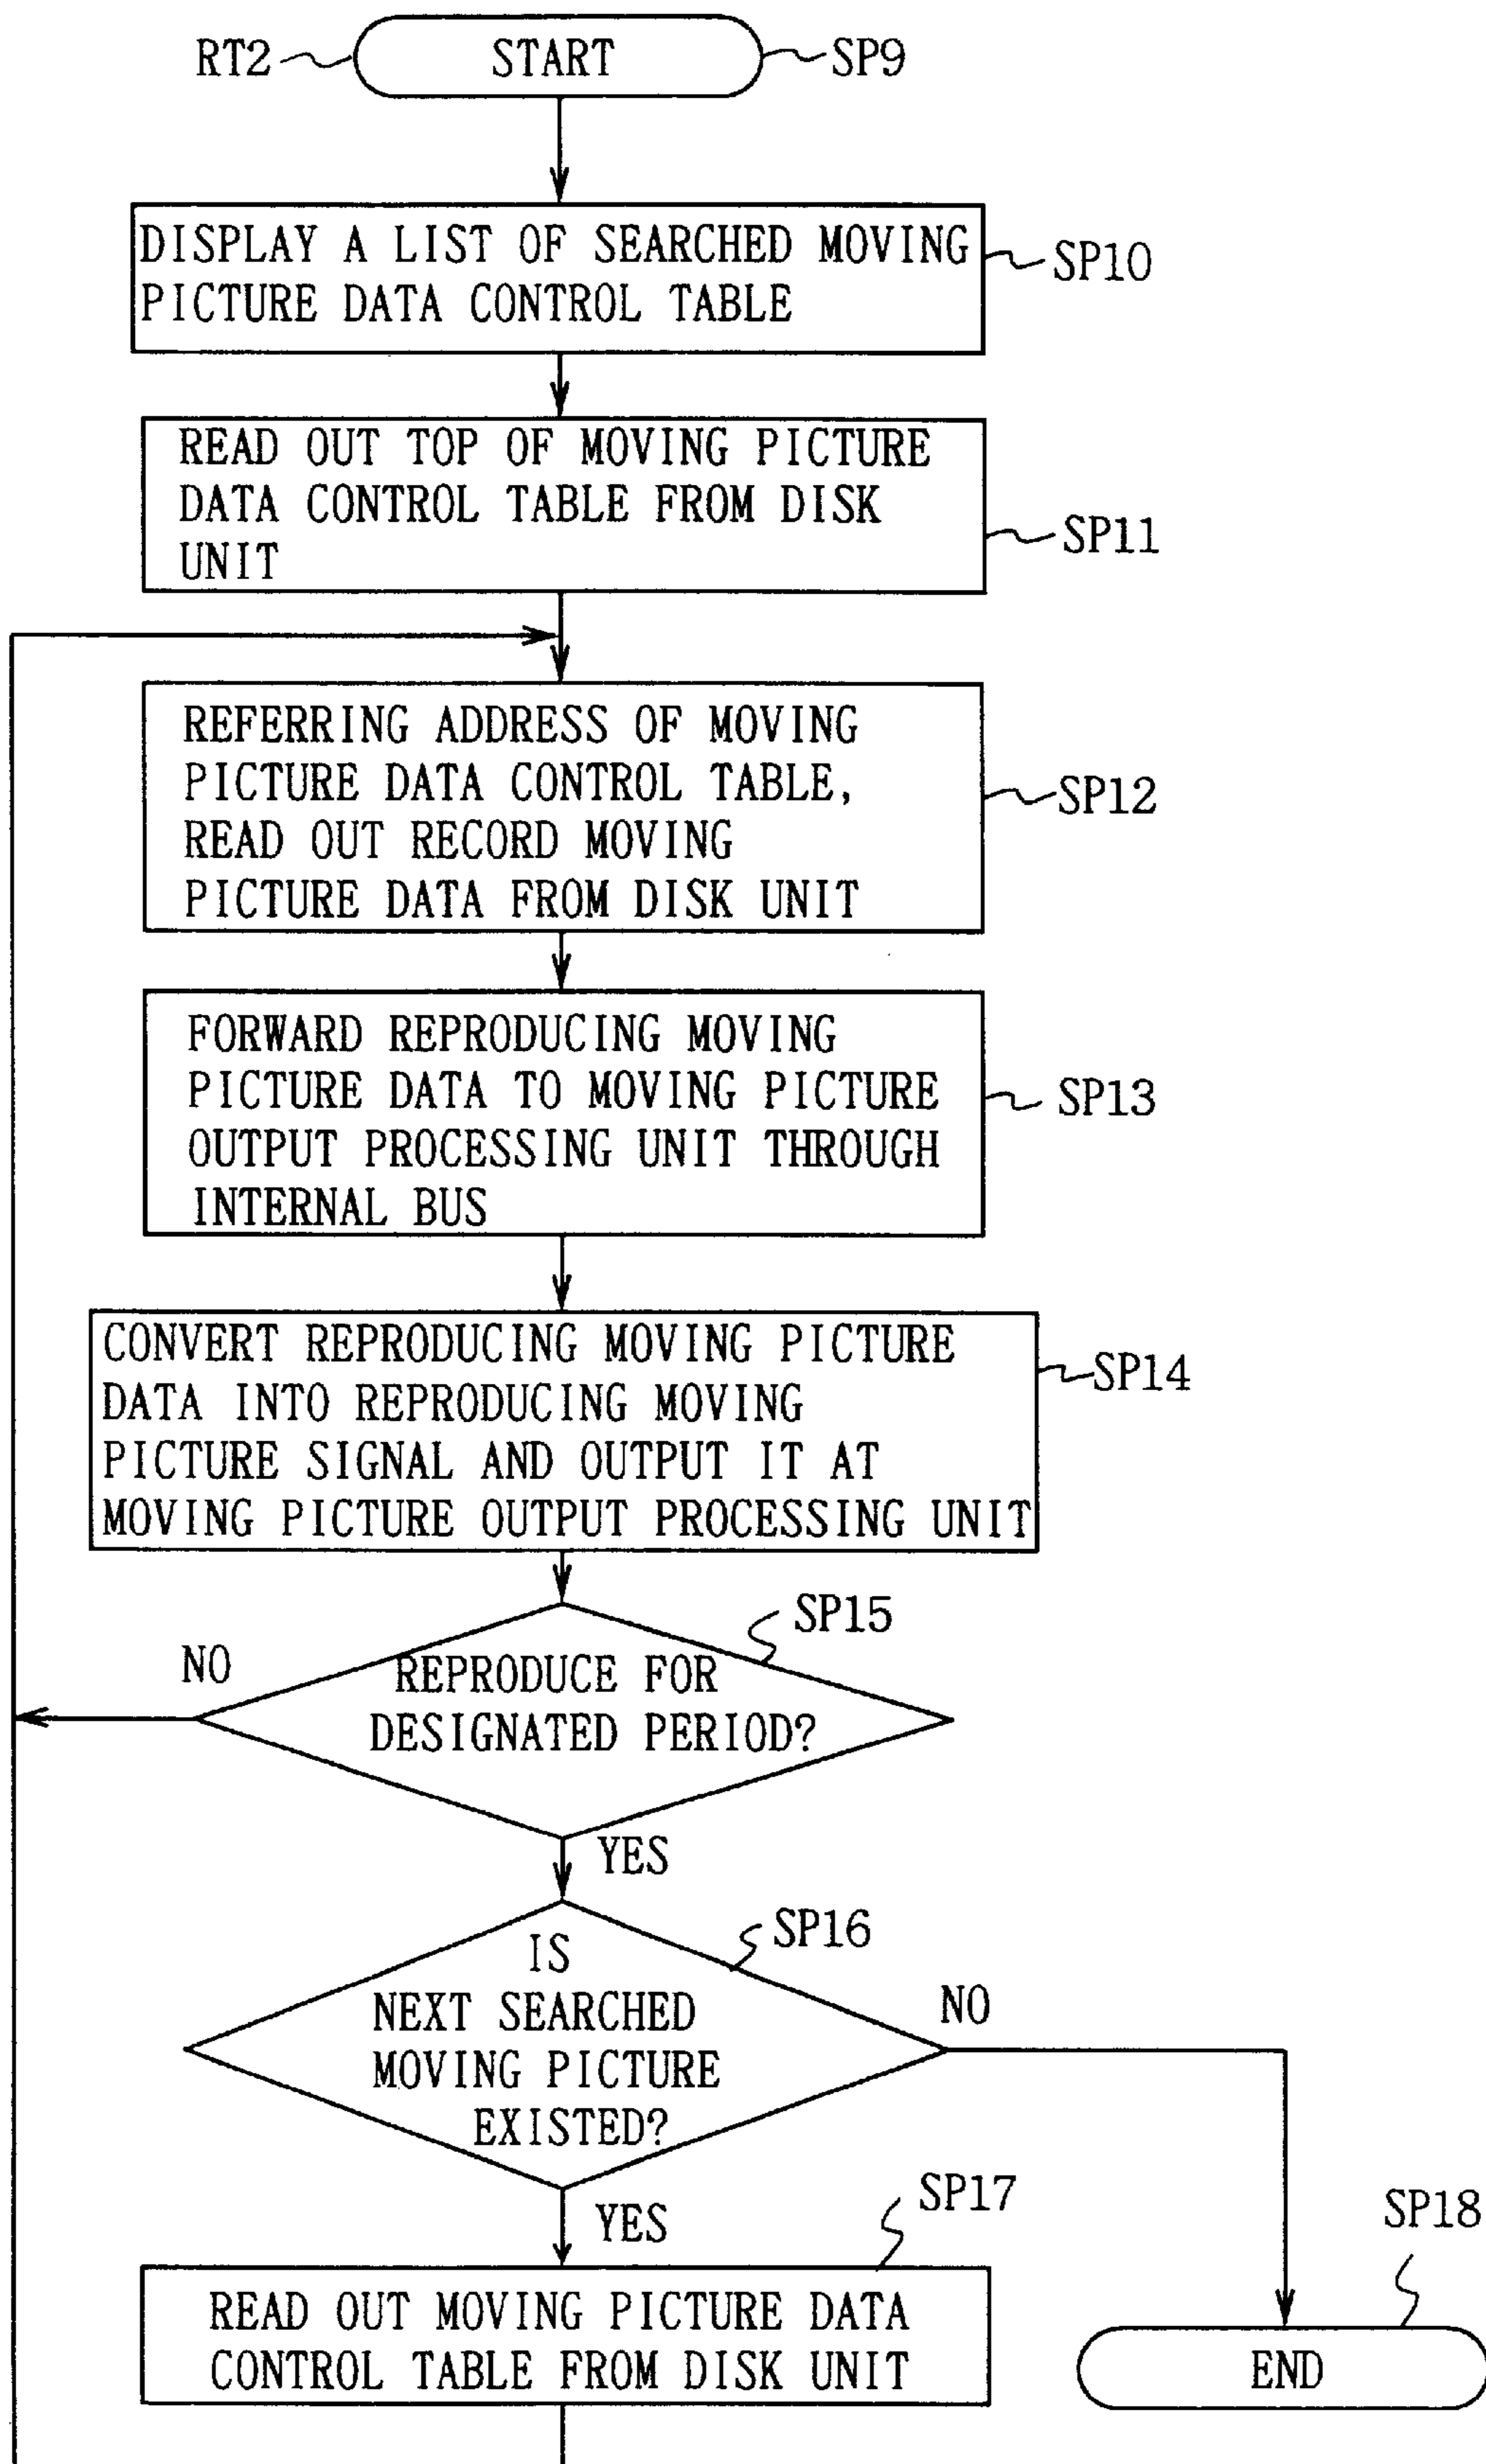 RT2
START
SP9
DISPLAY A LIST OF SEARCHED MOVING
PICTURE DATA CONTROL TABLE
SP10
READ OUT TOP OF MOVING PICTURE
DATA CONTROL TABLE FROM DISK
UNIT
SP11
REFERRING ADDRESS OF MOVING
PICTURE DATA CONTROL TABLE,
READ OUT RECORD MOVING
PICTURE DATA FROM DISK UNIT
SP12
FORWARD REPRODUCING MOVING
PICTURE DATA TO MOVING PICTURE
OUTPUT PROCESSING UNIT THROUGH
INTERNAL BUS
SP13
CONVERT REPRODUCING MOVING PICTURE
DATA INTO REPRODUCING MOVING
PICTURE SIGNAL AND OUTPUT IT AT
MOVING PICTURE OUTPUT PROCESSING UNIT
SP14
SP15
NO
REPRODUCE FOR
DESIGNATED PERIOD?
YES
SP16
IS
NEXT SEARCHED
MOVING PICTURE
EXISTED?
NO
YES
SP17
READ OUT MOVING PICTURE DATA
CONTROL TABLE FROM DISK UNIT
SP18
END